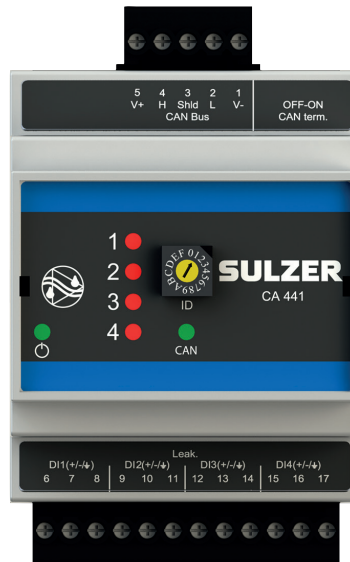 5 4 3 2 1
V+ H Shld L V- OFF-ON
CAN Bus CAN term.
1
2
3
4
CDEF0123456789AB
ID
SULZER
CA 441
CAN
Leak.
DI1(+/-/⏚) DI2(+/-/⏚) DI3(+/-/⏚) DI4(+/-/⏚)
6 7 8 9 10 11 12 13 14 15 16 17